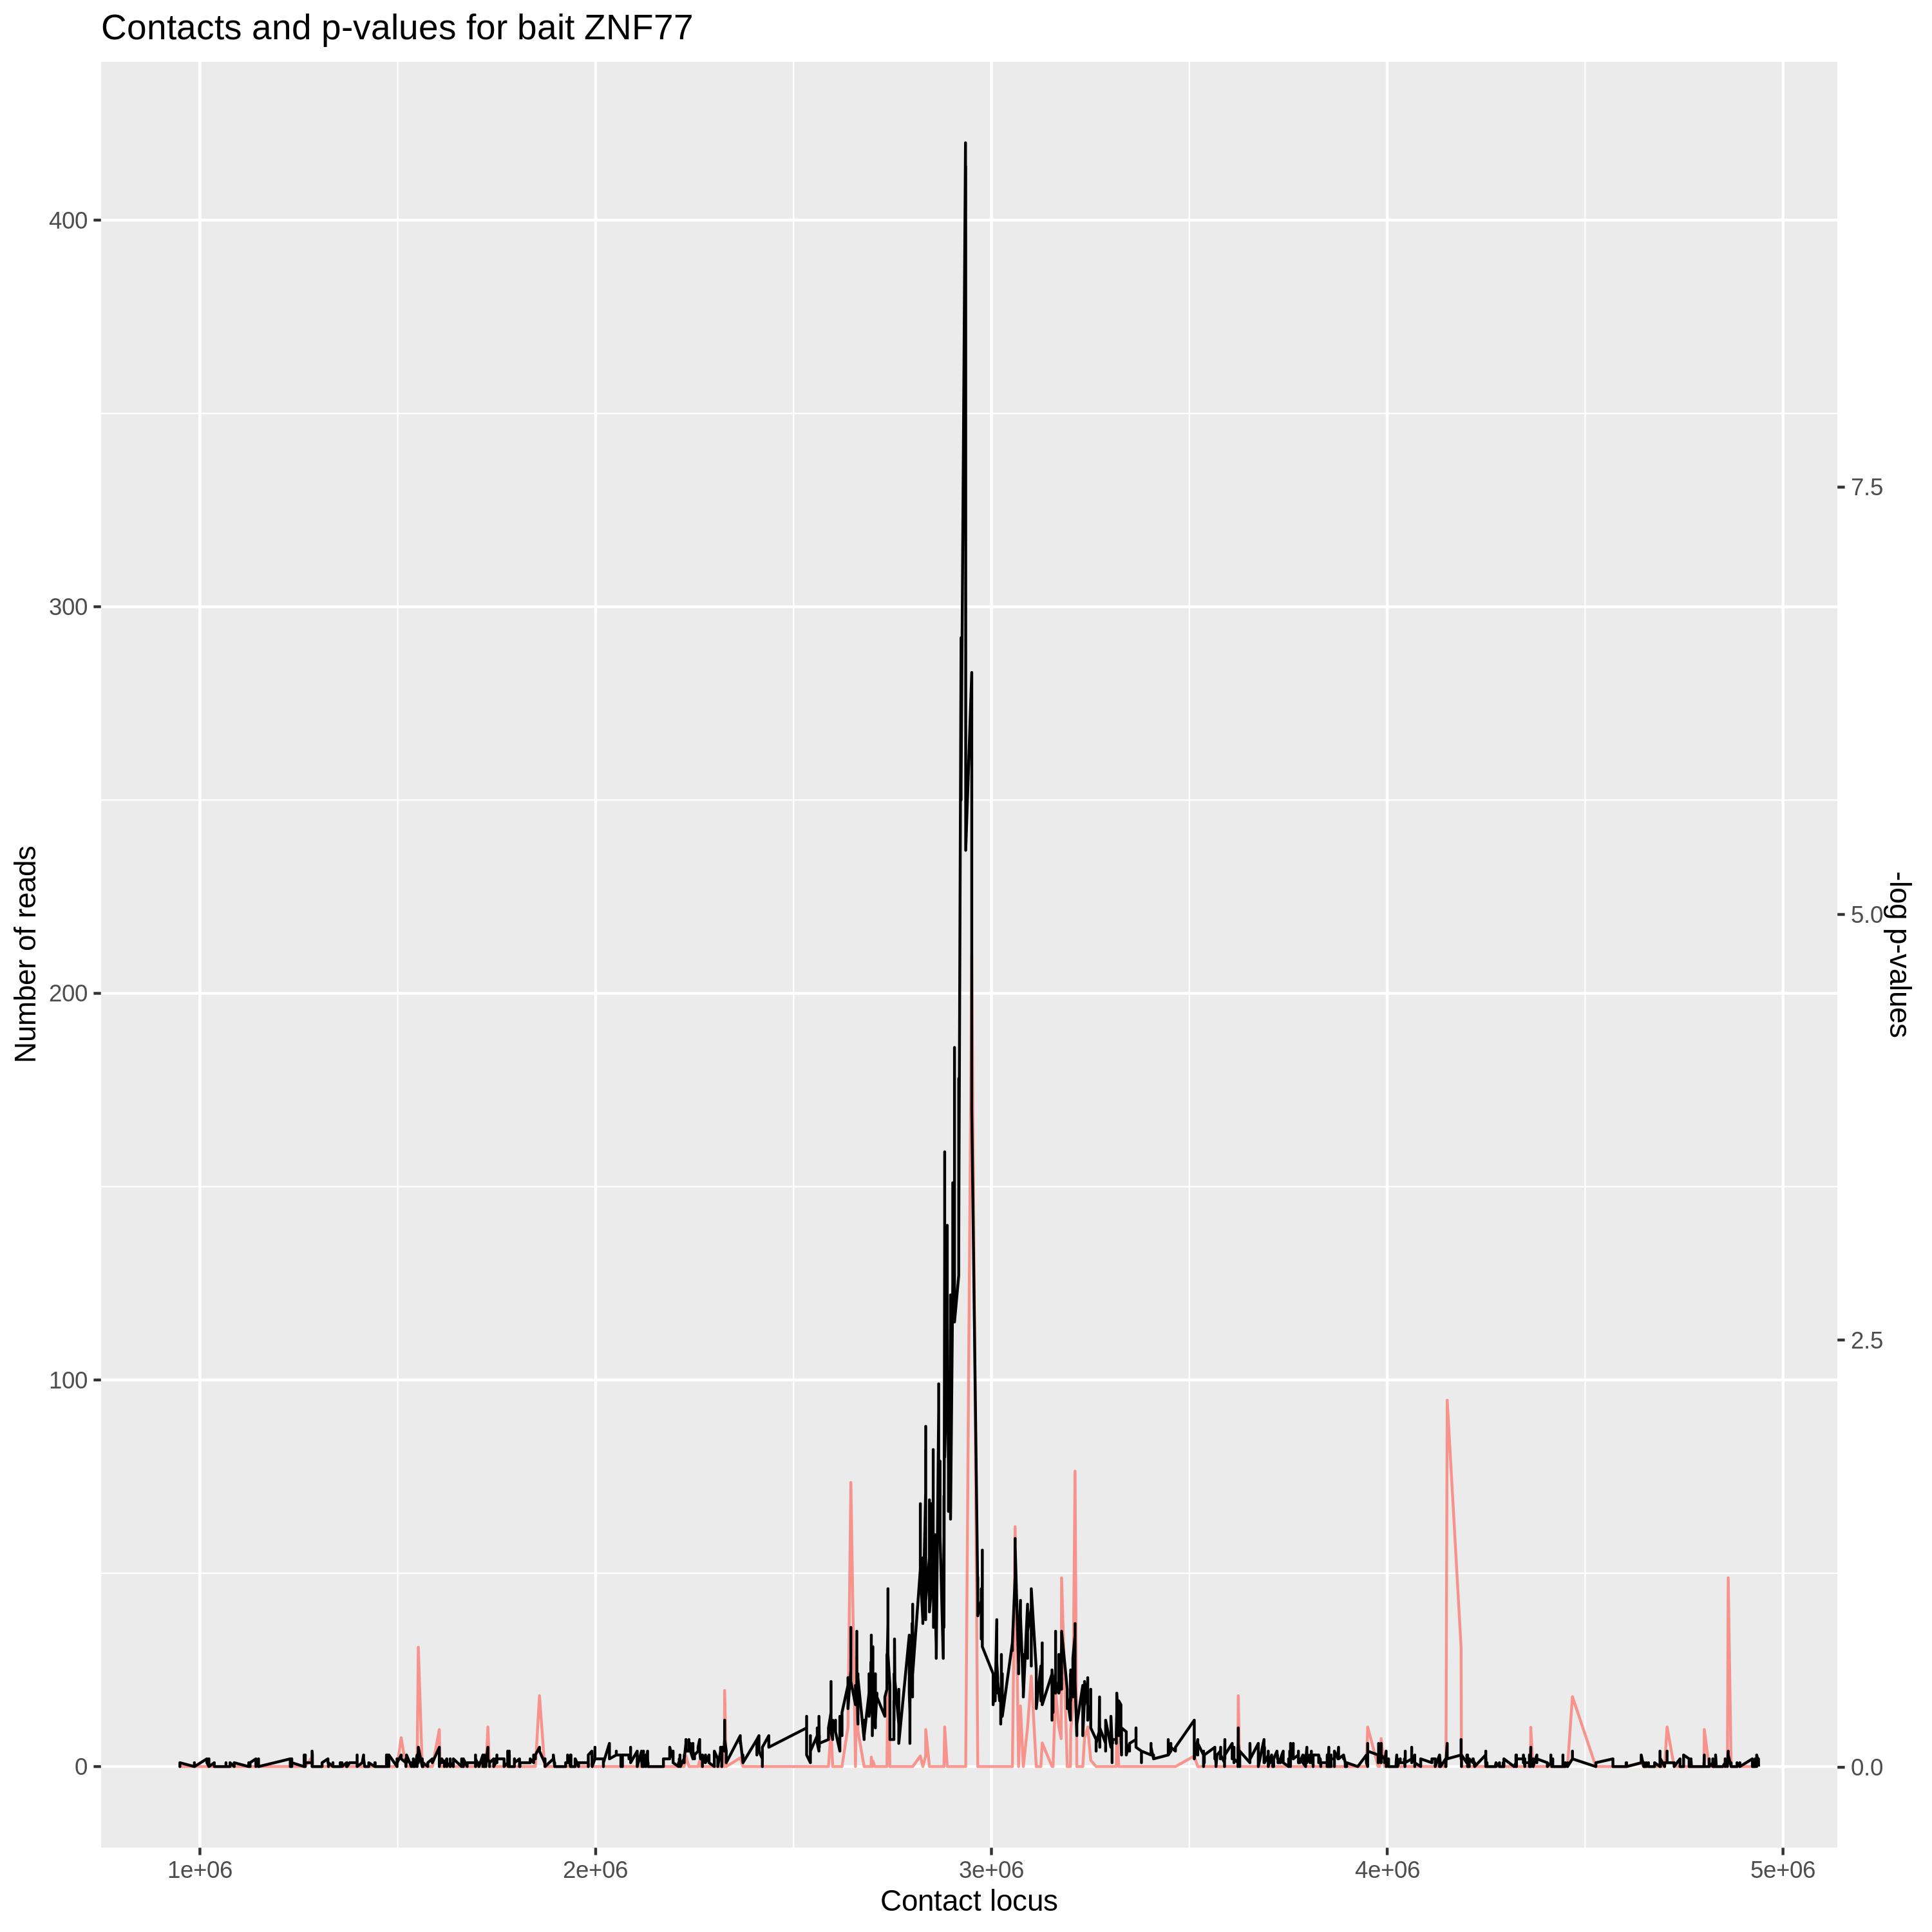 Contacts and p-values for bait ZNF77
Number of reads
400
300
200
100
0
7.5
5.0
2.5
0.0
-log p-values
1e+06 2e+06 3e+06 4e+06 5e+06
Contact locus